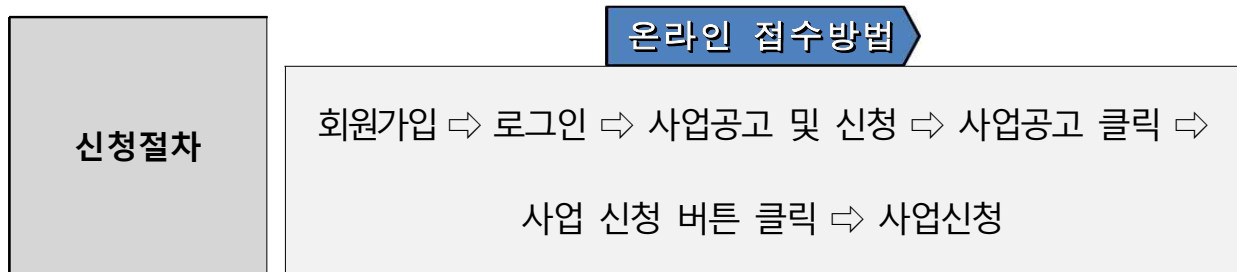 온라인 접수방법
신청절차
회원가입 ⇨ 로그인 ⇨ 사업공고 및 신청 ⇨ 사업공고 클릭 ⇨
사업 신청 버튼 클릭 ⇨ 사업신청